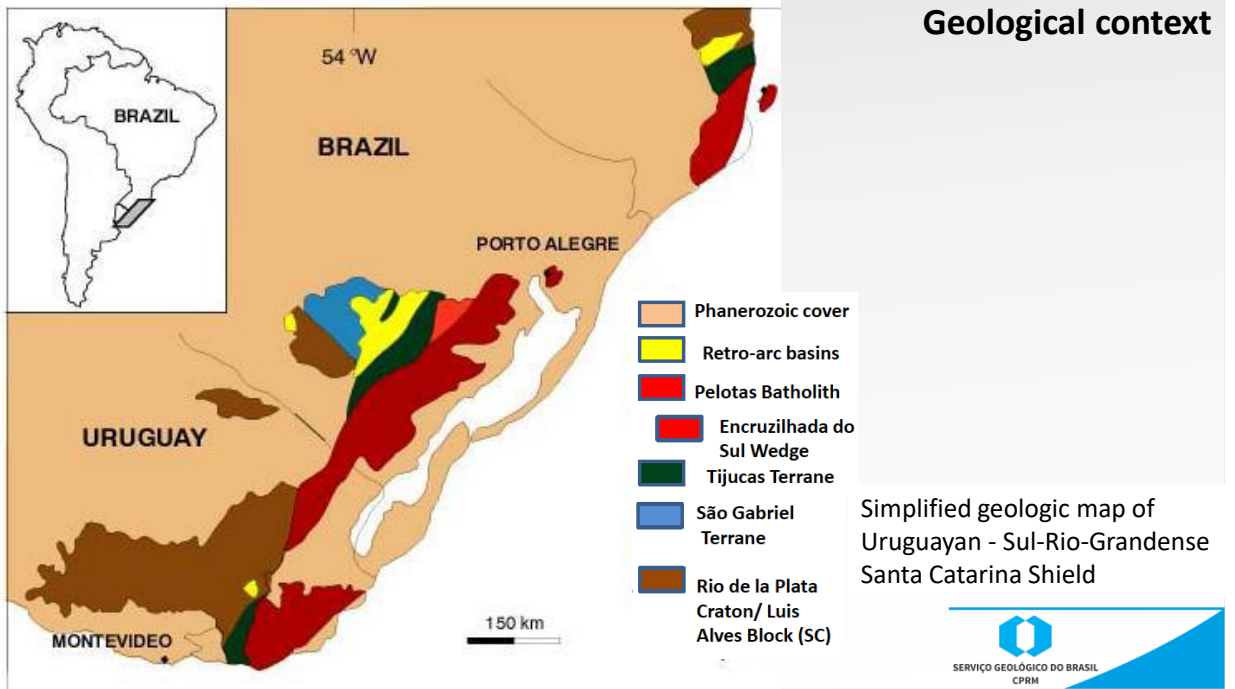 Geological context
54 ºW
BRAZIL
BRAZIL
PORTO ALEGRE
URUGUAY
MONTEVIDEO
150 km
Phanerozoic cover
Retro-arc basins
Pelotas Batholith
Encruzilhada do
Sul Wedge
Tijucas Terrane
São Gabriel
Terrane
Rio de la Plata
Craton/ Luis
Alves Block (SC)
Simplified geologic map of
Uruguayan - Sul-Rio-Grandense
Santa Catarina Shield
SERVIÇO GEOLÓGICO DO BRASIL
CPRM